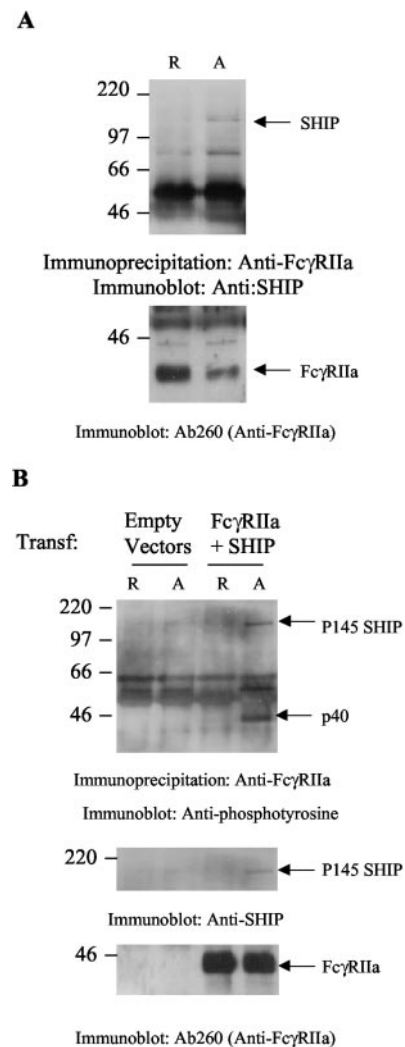 A
R A
220
SHIP
97
66
46
Immunoprecipitation: Anti-FcγRIIa
Immunoblot: Anti:SHIP
46
FcγRIIa
Immunoblot: Ab260 (Anti-FcγRIIa)
B
Transf: Empty Vectors FcγRIIa + SHIP
R A R A
220
P145 SHIP
97
66
46
p40
Immunoprecipitation: Anti-FcγRIIa
Immunoblot: Anti-phosphotyrosine
220
P145 SHIP
Immunoblot: Anti-SHIP
46
FcγRIIa
Immunoblot: Ab260 (Anti-FcγRIIa)